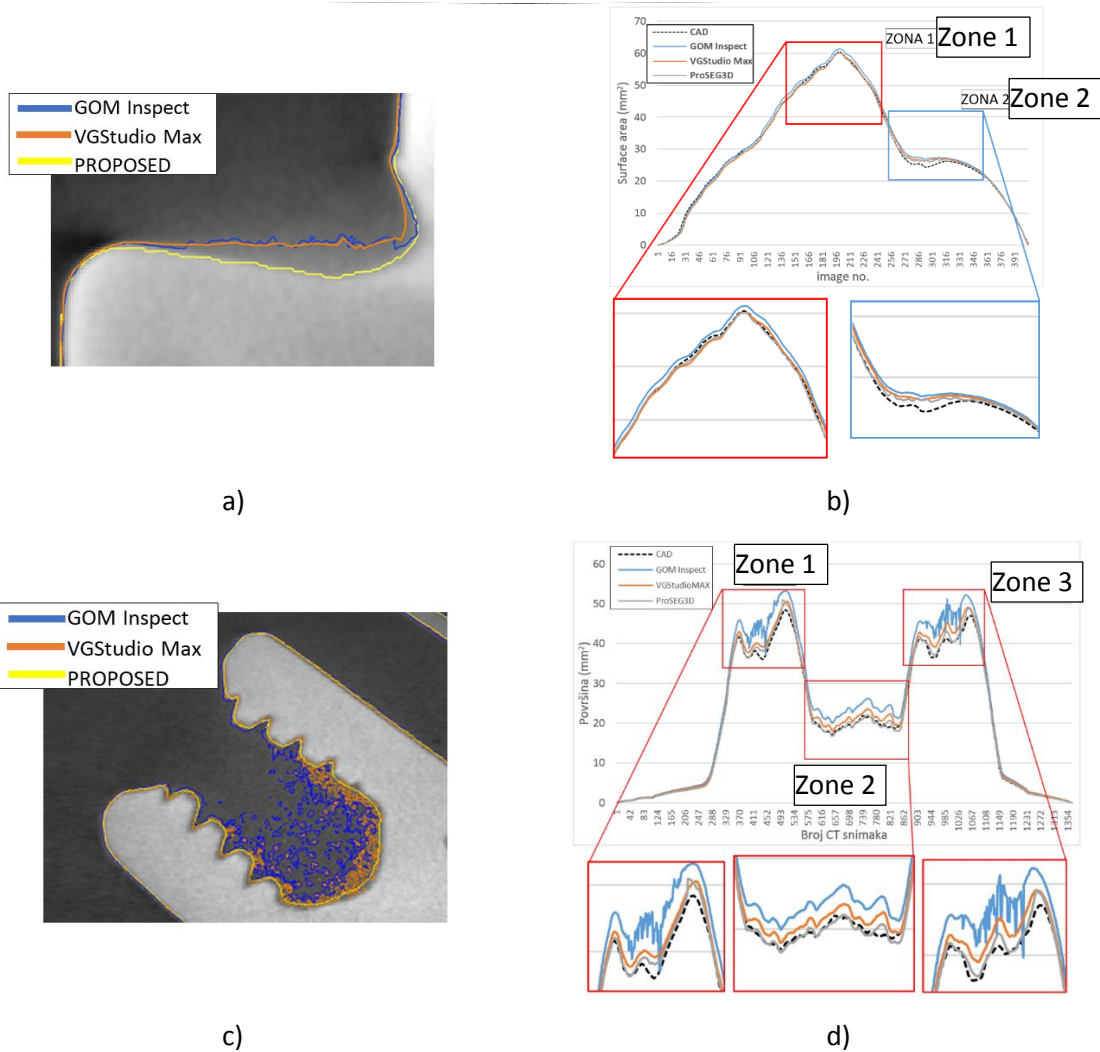 GOM Inspect
VGStudio Max
PROPOSED
a)
70
60
50
40
30
20
10
0
Surface area (mm²)
CAD
GOM Inspect
VGStudio Max
ProSEG3D
ZONA 1
Zone 1
ZONA 2
Zone 2
1 16 31 46 61 76 91 106 121 136 151 166 181 196 211 226 241 256 271 286 301 316 331 346 361 376 391
image no.
b)
GOM Inspect
VGStudio Max
PROPOSED
c)
60
50
40
30
20
10
0
Površina (mm²)
CAD
GOM Inspect
VGStudioMAX
ProSEG3D
Zone 1
Zone 3
Zone 2
1 42 83 124 165 206 247 288 329 370 411 452 493 534 575 616 657 698 739 780 821 862 903 944 985 1026 1067 1108 1149 1190 1231 1272 1313 1354
Broj CT snimaka
d)